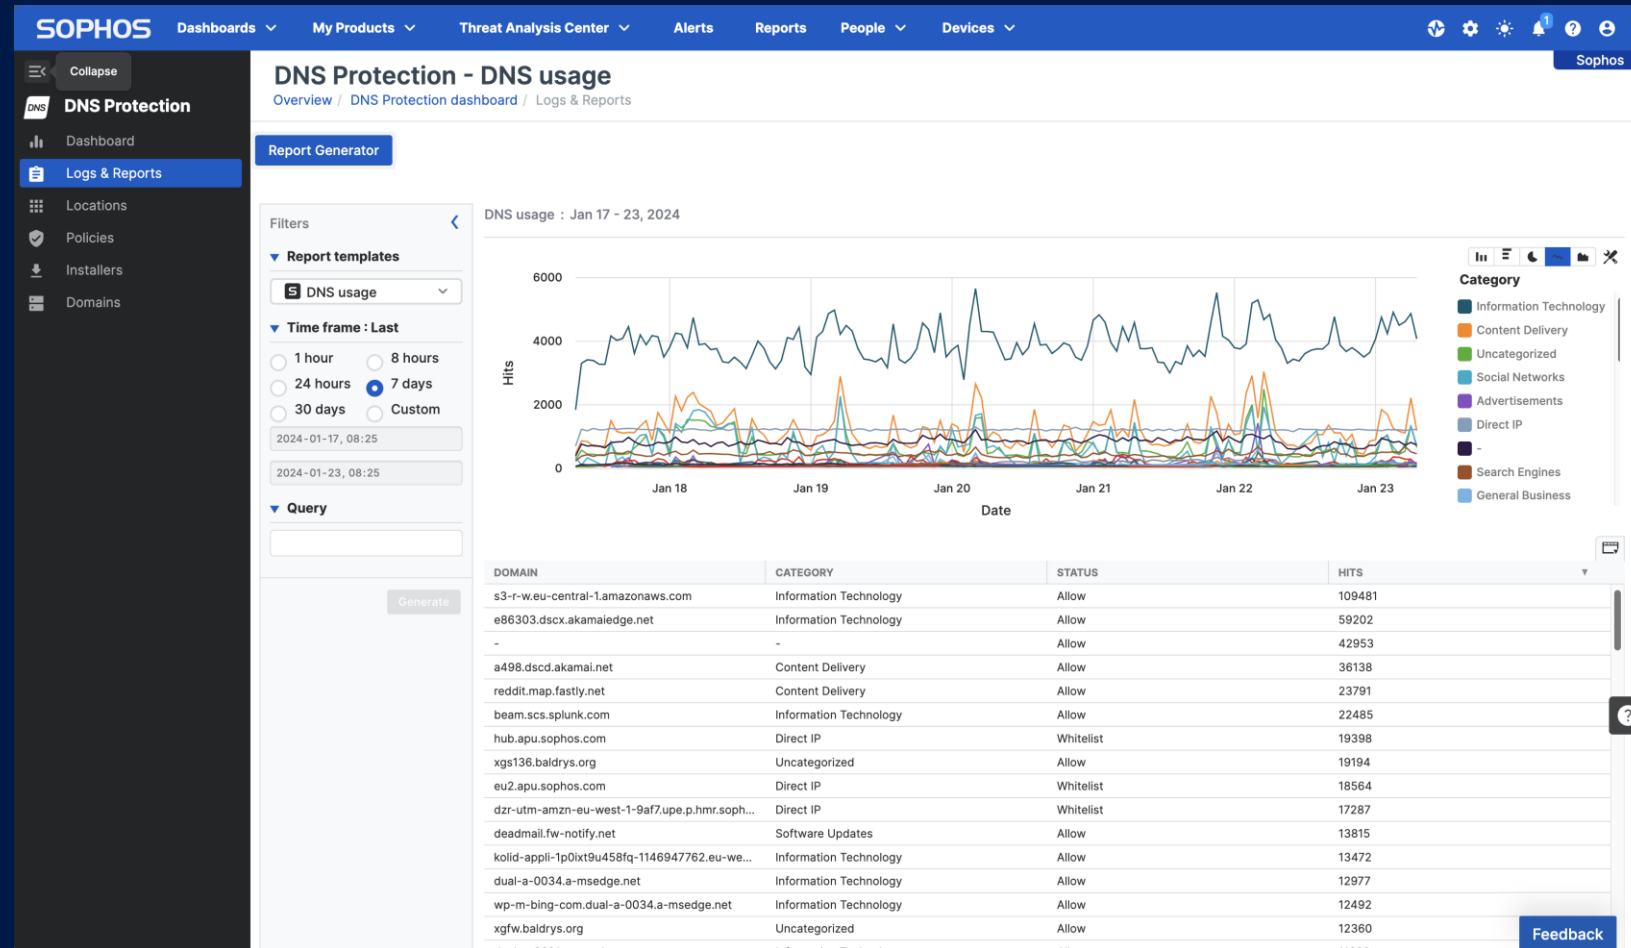 SOPHOS Dashboards My Products Threat Analysis Center Alerts Reports People Devices 1
Sophos
Collapse
DNS DNS Protection
Dashboard
Logs & Reports
Locations
Policies
Installers
Domains
DNS Protection - DNS usage
Overview / DNS Protection dashboard / Logs & Reports
Report Generator
Filters
Report templates
S DNS usage
Time frame : Last
1 hour 8 hours
24 hours 7 days
30 days Custom
2024-01-17, 08:25
2024-01-23, 08:25
Query
Generate
DNS usage : Jan 17 - 23, 2024
6000
4000
2000
0
Hits
Jan 18 Jan 19 Jan 20 Jan 21 Jan 22 Jan 23
Date
Category
Information Technology
Content Delivery
Uncategorized
Social Networks
Advertisements
Direct IP
-
Search Engines
General Business
DOMAIN CATEGORY STATUS HITS
s3-r-w.eu-central-1.amazonaws.com Information Technology Allow 109481
e86303.dscx.akamaiedge.net Information Technology Allow 59202
- - Allow 42953
a498.dscd.akamai.net Content Delivery Allow 36138
reddit.map.fastly.net Content Delivery Allow 23791
beam.scs.splunk.com Information Technology Allow 22485
hub.apu.sophos.com Direct IP Whitelist 19398
xgs136.baldrys.org Uncategorized Allow 19194
eu2.apu.sophos.com Direct IP Whitelist 18564
dzr-utm-amzn-eu-west-1-9af7.upe.p.hmr.soph... Direct IP Whitelist 17287
deadmail.fw-notify.net Software Updates Allow 13815
kolid-appli-1p0ixt9u458fq-1146947762.eu-we... Information Technology Allow 13472
dual-a-0034.a-msedge.net Information Technology Allow 12977
wp-m-bing-com.dual-a-0034.a-msedge.net Information Technology Allow 12492
xgfw.baldrys.org Uncategorized Allow 12360
Feedback